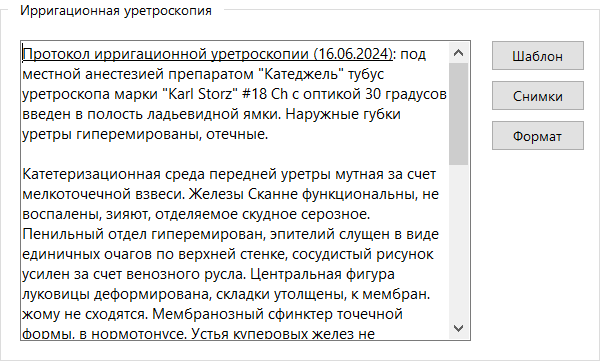 Ирригационная уретроскопия
Протокол ирригационной уретроскопии (16.06.2024): под
местной анестезией препаратом "Катеджель" тубус
уретроскопа марки "Karl Storz" #18 Ch с оптикой 30 градусов
введен в полость ладьевидной ямки. Наружные губки
уретры гиперемированы, отечные.
Катетеризационная среда передней уретры мутная за счет
мелкоточечной взвеси. Железы Сканне функциональны, не
воспалены, зияют, отделяемое скудное серозное.
Пенильный отдел гиперемирован, эпителий слущен в виде
единичных очагов по верхней стенке, сосудистый рисунок
усилен за счет венозного русла. Центральная фигура
луковицы деформирована, складки утолщены, к мембран.
жому не сходятся. Мембранозный сфинктер точечной
формы, в нормотонусе. Устья куперовых желез не
Шаблон
Снимки
Формат